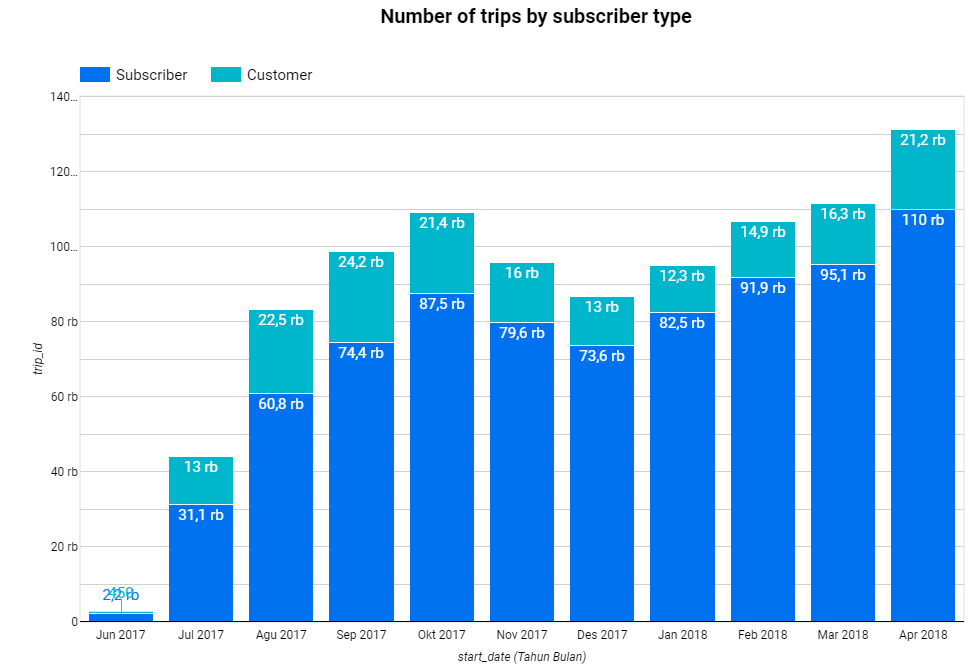 Number of trips by subscriber type
Subscriber Customer
140...
120...
100...
80 rb
60 rb
40 rb
20 rb
0
trip_id
2,2 rb
13 rb
31,1 rb
22,5 rb
60,8 rb
24,2 rb
74,4 rb
21,4 rb
87,5 rb
16 rb
79,6 rb
13 rb
73,6 rb
12,3 rb
82,5 rb
14,9 rb
91,9 rb
16,3 rb
95,1 rb
21,2 rb
110 rb
Jun 2017 Jul 2017 Agu 2017 Sep 2017 Okt 2017 Nov 2017 Des 2017 Jan 2018 Feb 2018 Mar 2018 Apr 2018
start_date (Tahun Bulan)